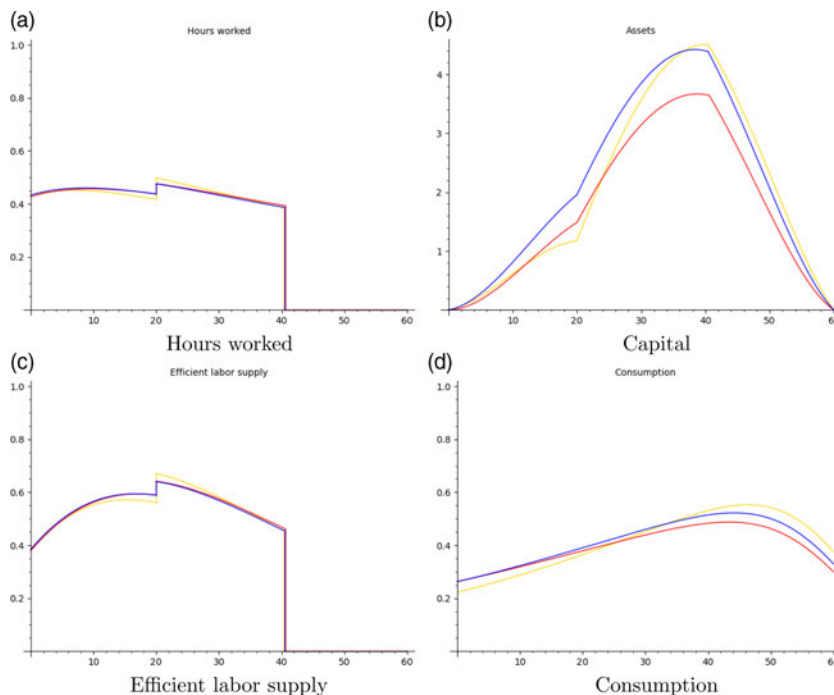 (a)
Hours worked
1.0
0.8
0.6
0.4
0.2
10 20 30 40 50 60
Hours worked
(b)
Assets
4
3
2
1
10 20 30 40 50 60
Capital
(c)
Efficient labor supply
1.0
0.8
0.6
0.4
0.2
10 20 30 40 50 60
Efficient labor supply
(d)
Consumption
1.0
0.8
0.6
0.4
0.2
10 20 30 40 50 60
Consumption